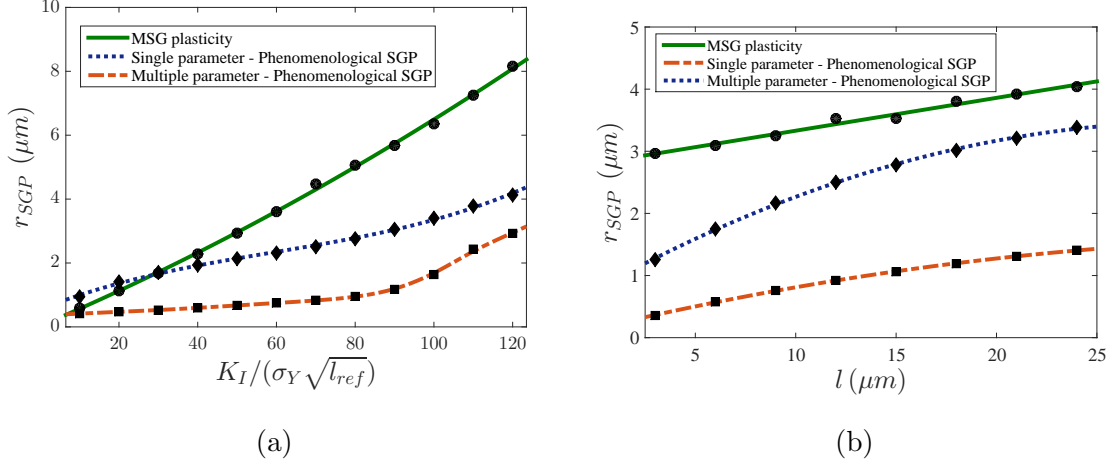 10
8
6
4
2
0
r_{SGP} (μm)
MSG plasticity
Single parameter - Phenomenological SGP
Multiple parameter - Phenomenological SGP
20 40 60 80 100 120
K_I/(σ_Y√l_{ref})
(a)
5
4
3
2
1
0
r_{SGP} (μm)
MSG plasticity
Single parameter - Phenomenological SGP
Multiple parameter - Phenomenological SGP
5 10 15 20 25
l (μm)
(b)